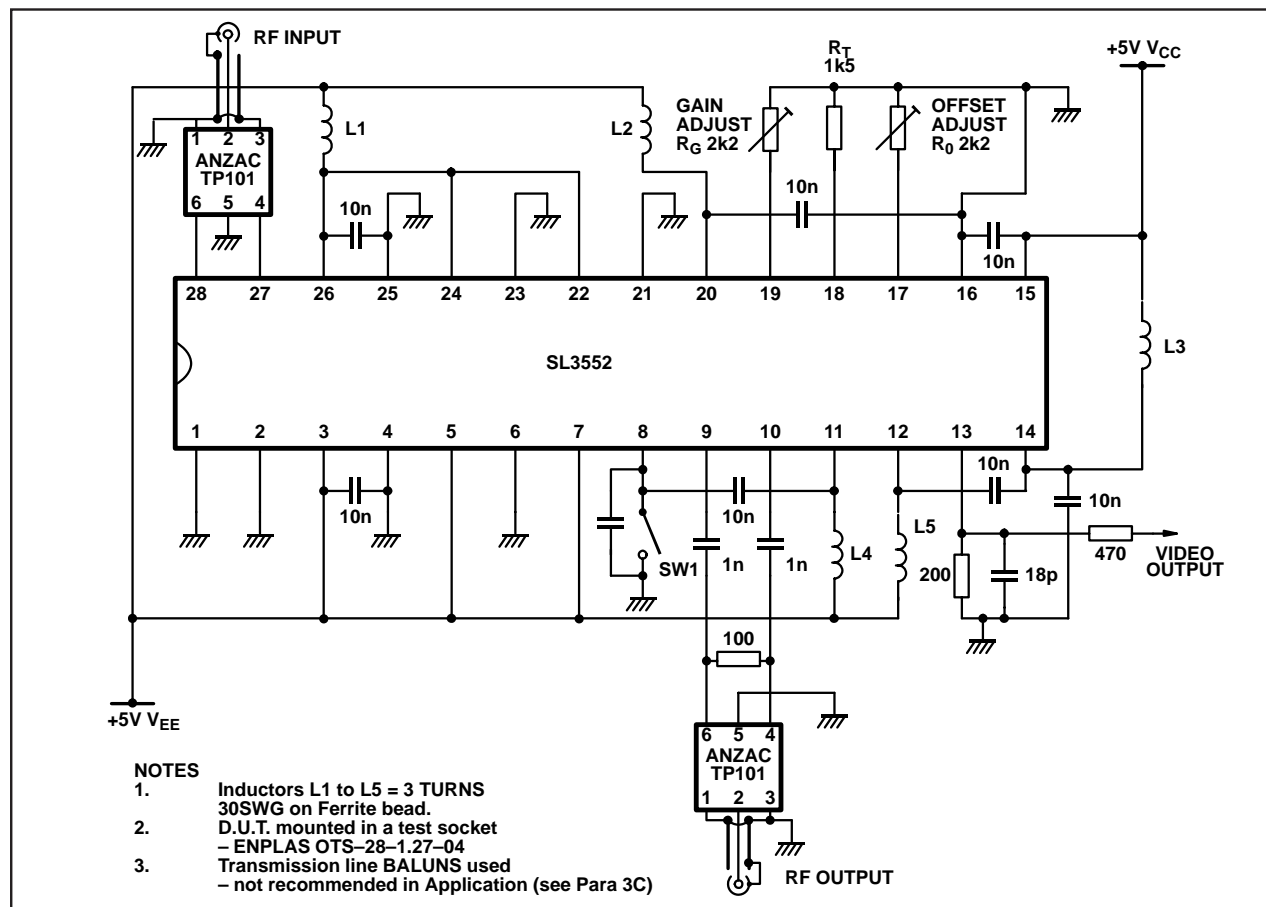 RF INPUT
+5V VCC
RT
1k5
GAIN
ADJUST
RG 2k2
OFFSET
ADJUST
R0 2k2
L1
L2
1 2 3
ANZAC
TP101
6 5 4
10n
10n
10n
28 27 26 25 24 23 22 21 20 19 18 17 16 15
L3
SL3552
1 2 3 4 5 6 7 8 9 10 11 12 13 14
10n
10n
10n
10n
SW1
1n
1n
L4
L5
200
18p
470
VIDEO
OUTPUT
100
+5V VEE
6 5 4
ANZAC
TP101
1 2 3
RF OUTPUT
NOTES
1. Inductors L1 to L5 = 3 TURNS
30SWG on Ferrite bead.
2. D.U.T. mounted in a test socket
– ENPLAS OTS–28–1.27–04
3. Transmission line BALUNS used
– not recommended in Application (see Para 3C)